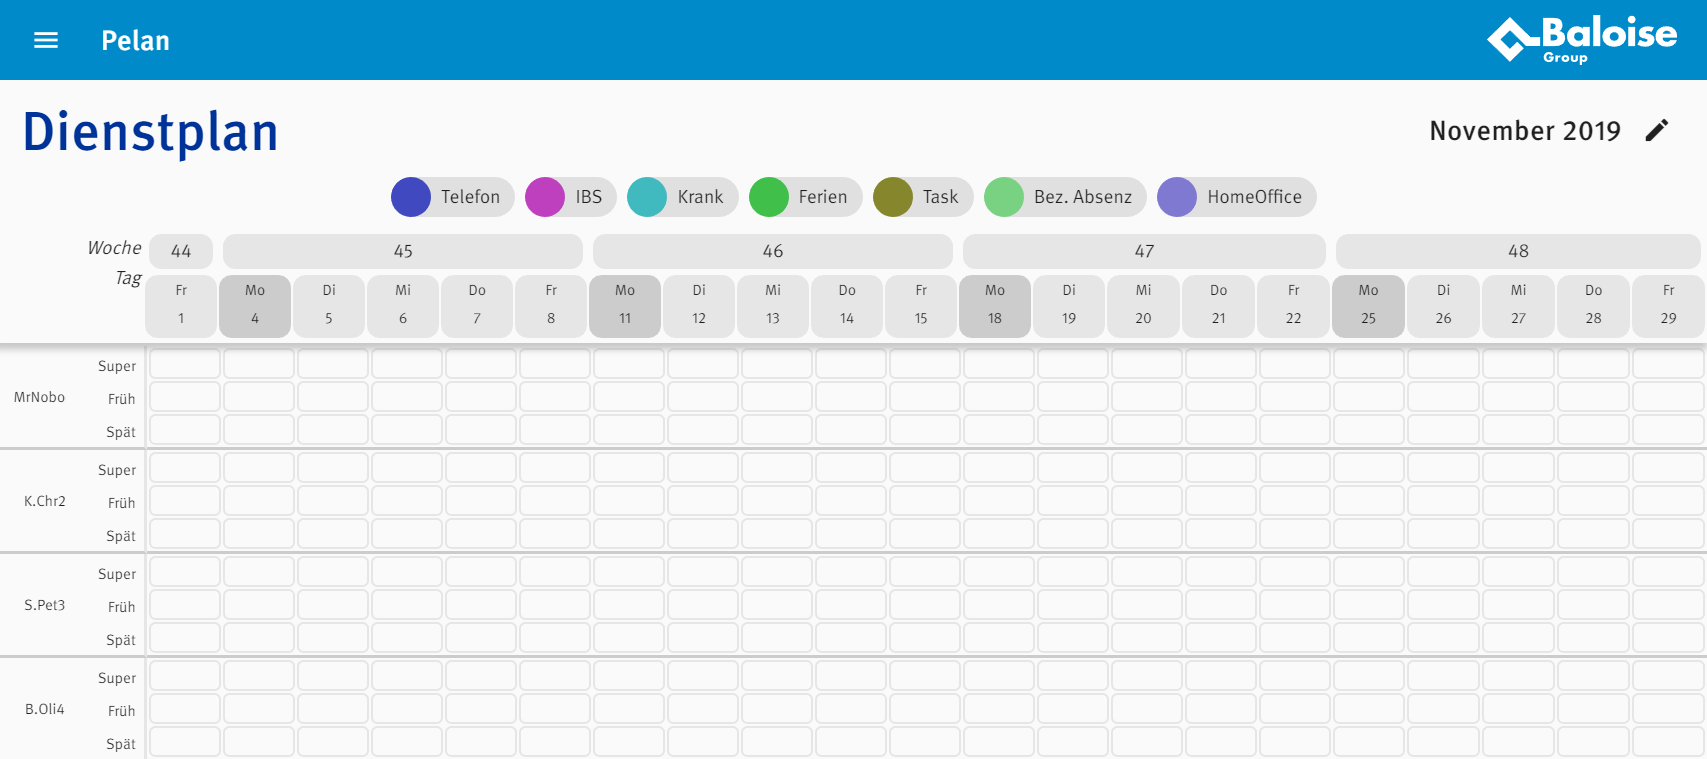 Pelan
Baloise
Group
Dienstplan
November 2019
Telefon IBS Krank Ferien Task Bez. Absenz HomeOffice
Woche 44 45 46 47 48
Tag
Fr Mo Di Mi Do Fr Mo Di Mi Do Fr Mo Di Mi Do Fr Mo Di Mi Do Fr
1 4 5 6 7 8 11 12 13 14 15 18 19 20 21 22 25 26 27 28 29
Super
MrNobo Früh
Spät
Super
K.Chr2 Früh
Spät
Super
S.Pet3 Früh
Spät
Super
B.Oli4 Früh
Spät